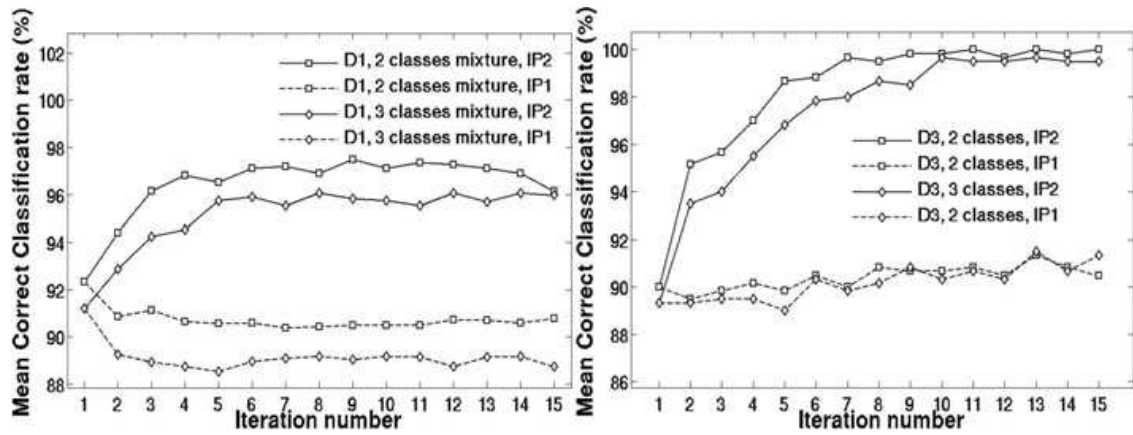 Mean Correct Classification rate (%)
102
100
98
96
94
92
90
88
D1, 2 classes mixture, IP2
D1, 2 classes mixture, IP1
D1, 3 classes mixture, IP2
D1, 3 classes mixture, IP1
1 2 3 4 5 6 7 8 9 10 11 12 13 14 15
Iteration number
Mean Correct Classification rate (%)
100
98
96
94
92
90
88
86
D3, 2 classes, IP2
D3, 2 classes, IP1
D3, 3 classes, IP2
D3, 2 classes, IP1
1 2 3 4 5 6 7 8 9 10 11 12 13 14 15
Iteration number